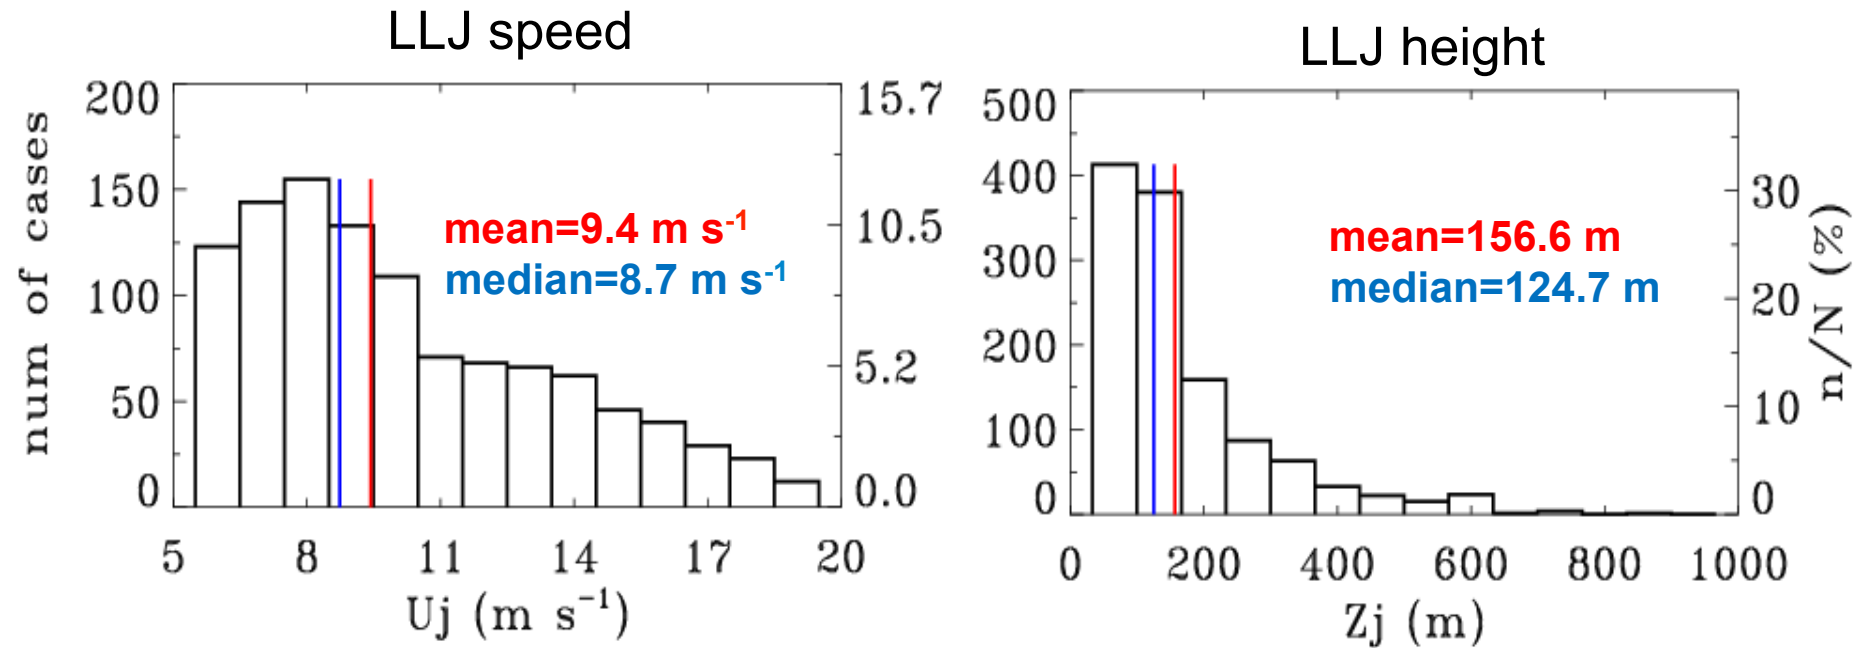 LLJ speed
200
150
100
50
0
num of cases
15.7
10.5
5.2
0.0
mean=9.4 m s-1
median=8.7 m s-1
5 8 11 14 17 20
Uj (m s−1)
LLJ height
500
400
300
200
100
0
30
20
10
0
n/N (%)
mean=156.6 m
median=124.7 m
0 200 400 600 800 1000
Zj (m)